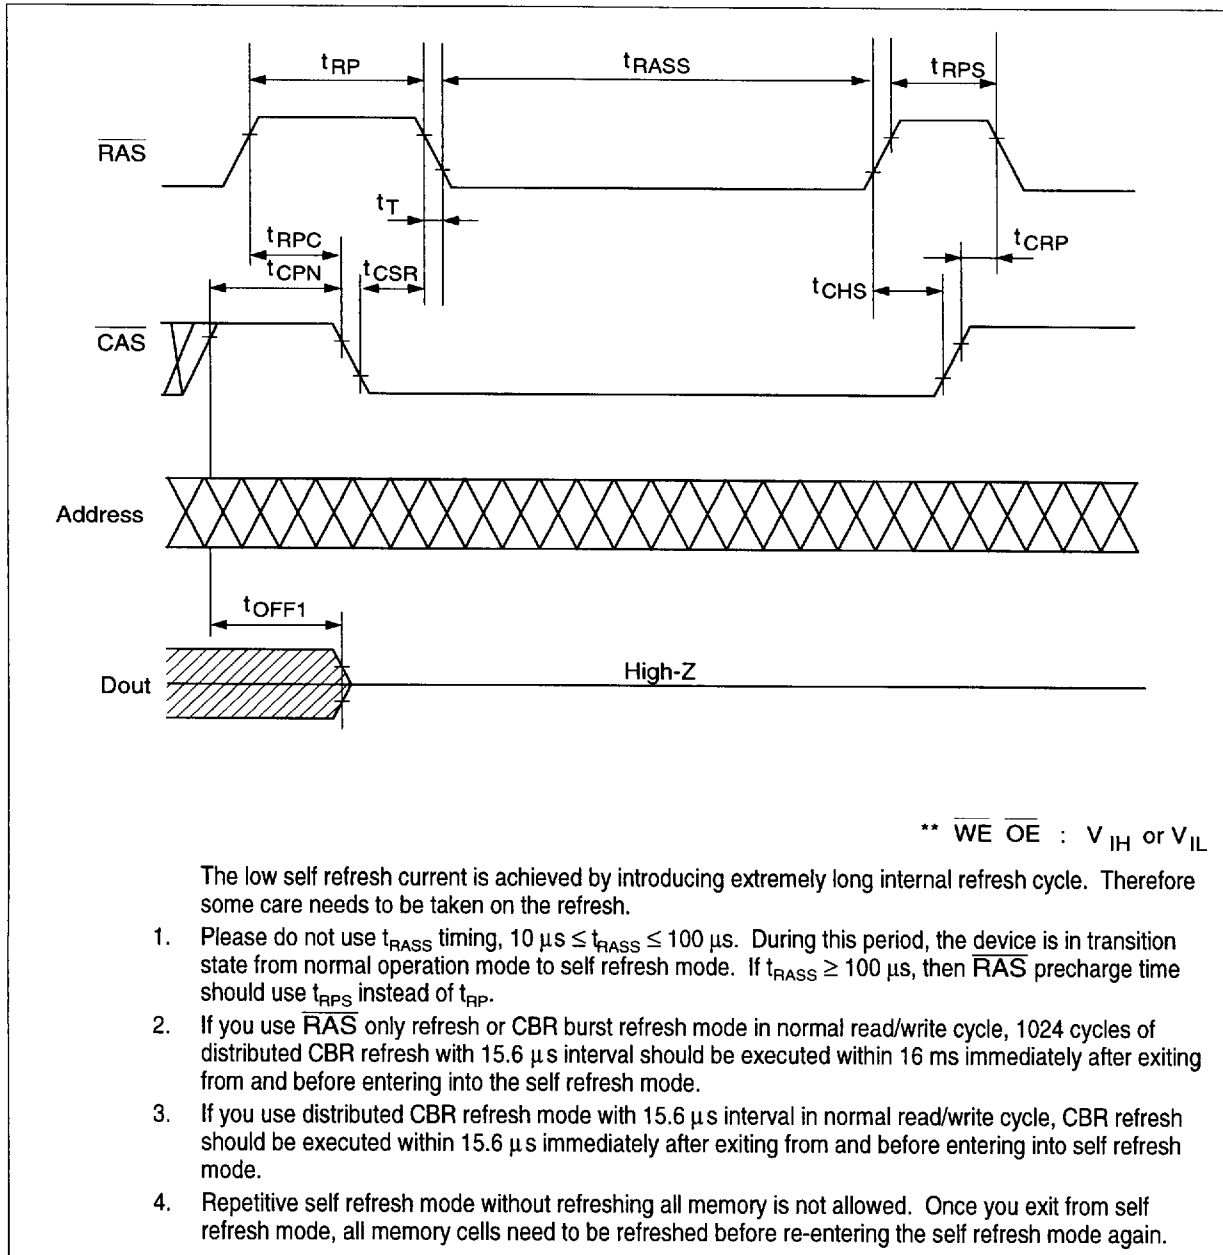 tRP
tRASS
tRPS
RAS
tT
tRPC
tCRP
tCPN
tCSR
tCHS
CAS
Address
tOFF1
High-Z
Dout
** WE OE : VIH or VIL
The low self refresh current is achieved by introducing extremely long internal refresh cycle. Therefore
some care needs to be taken on the refresh.
1. Please do not use tRASS timing, 10 µs ≤ tRASS ≤ 100 µs. During this period, the device is in transition
state from normal operation mode to self refresh mode. If tRASS ≥ 100 µs, then RAS precharge time
should use tRPS instead of tRP.
2. If you use RAS only refresh or CBR burst refresh mode in normal read/write cycle, 1024 cycles of
distributed CBR refresh with 15.6 µs interval should be executed within 16 ms immediately after exiting
from and before entering into the self refresh mode.
3. If you use distributed CBR refresh mode with 15.6 µs interval in normal read/write cycle, CBR refresh
should be executed within 15.6 µs immediately after exiting from and before entering into self refresh
mode.
4. Repetitive self refresh mode without refreshing all memory is not allowed. Once you exit from self
refresh mode, all memory cells need to be refreshed before re-entering the self refresh mode again.